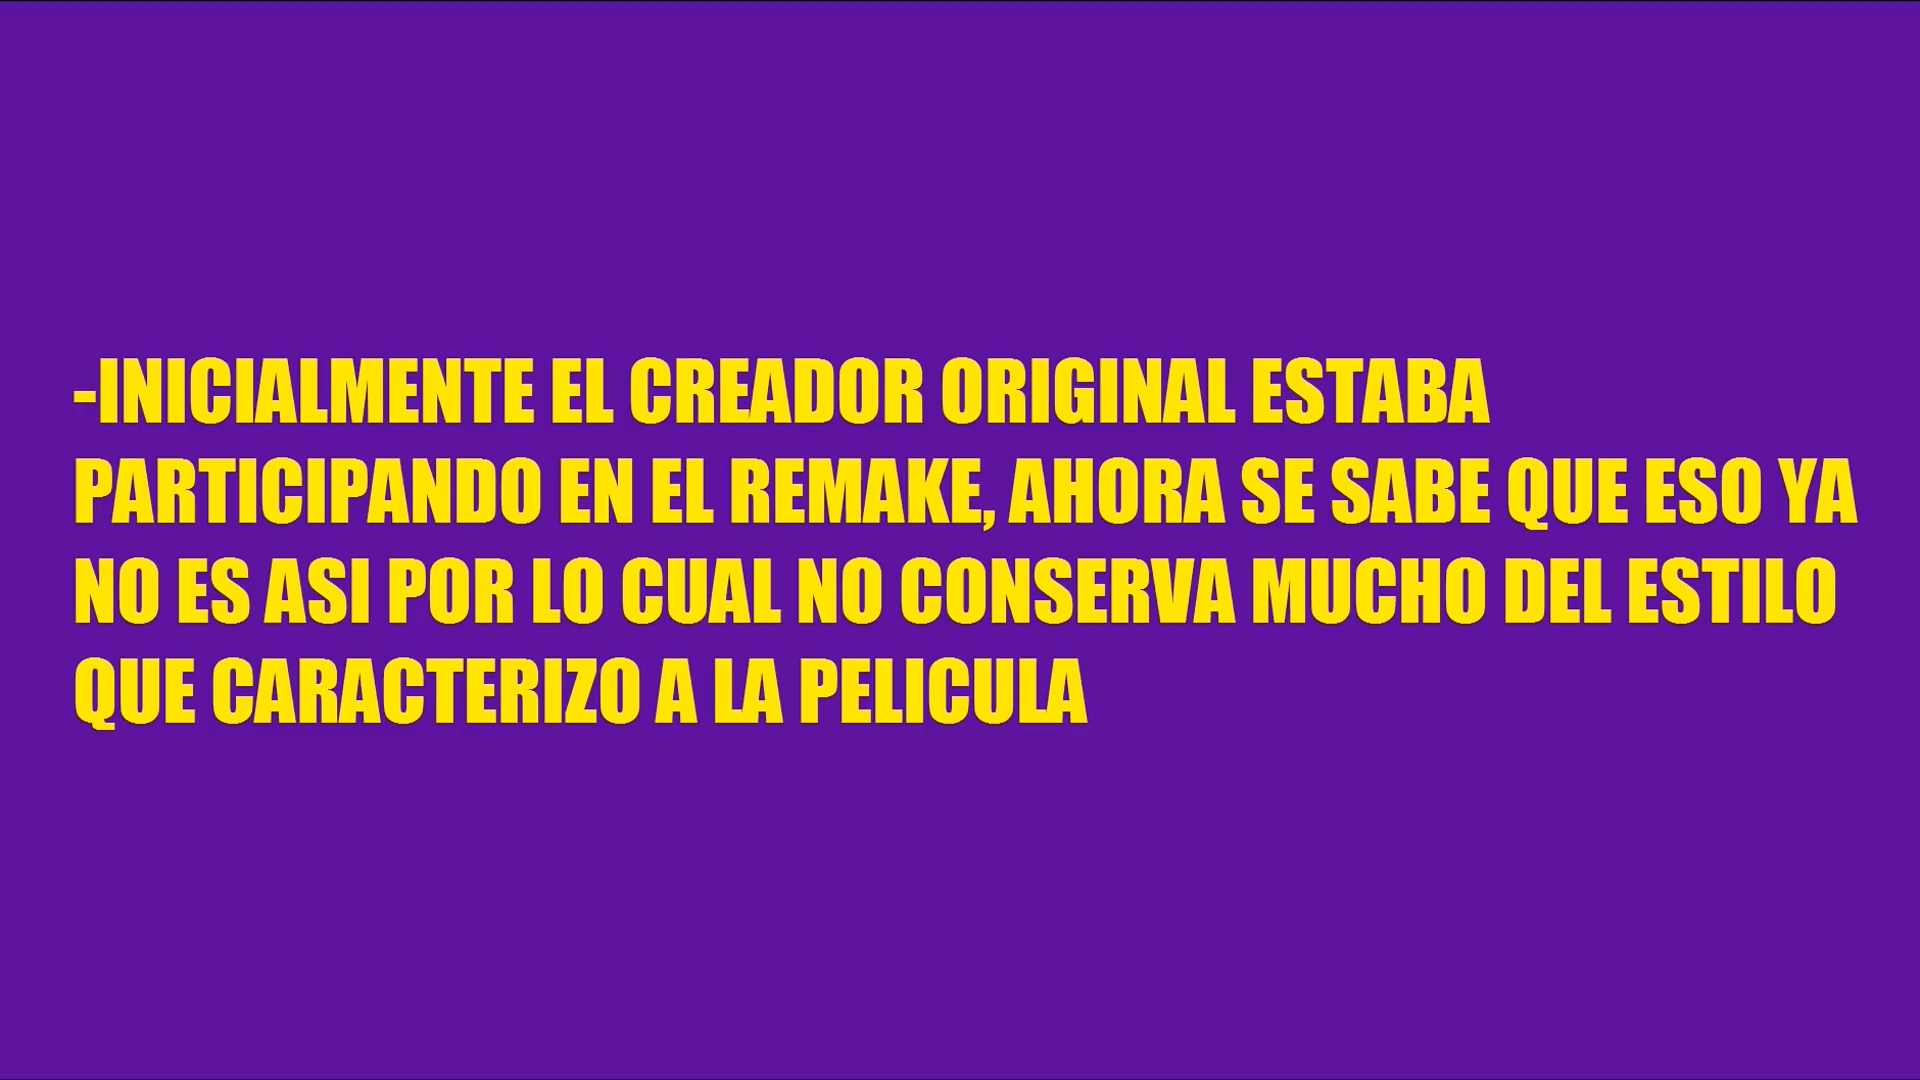 -INICIALMENTE EL CREADOR ORIGINAL ESTABA
PARTICIPANDO EN EL REMAKE, AHORA SE SABE QUE ESO YA
NO ES ASI POR LO CUAL NO CONSERVA MUCHO DEL ESTILO
QUE CARACTERIZO A LA PELICULA